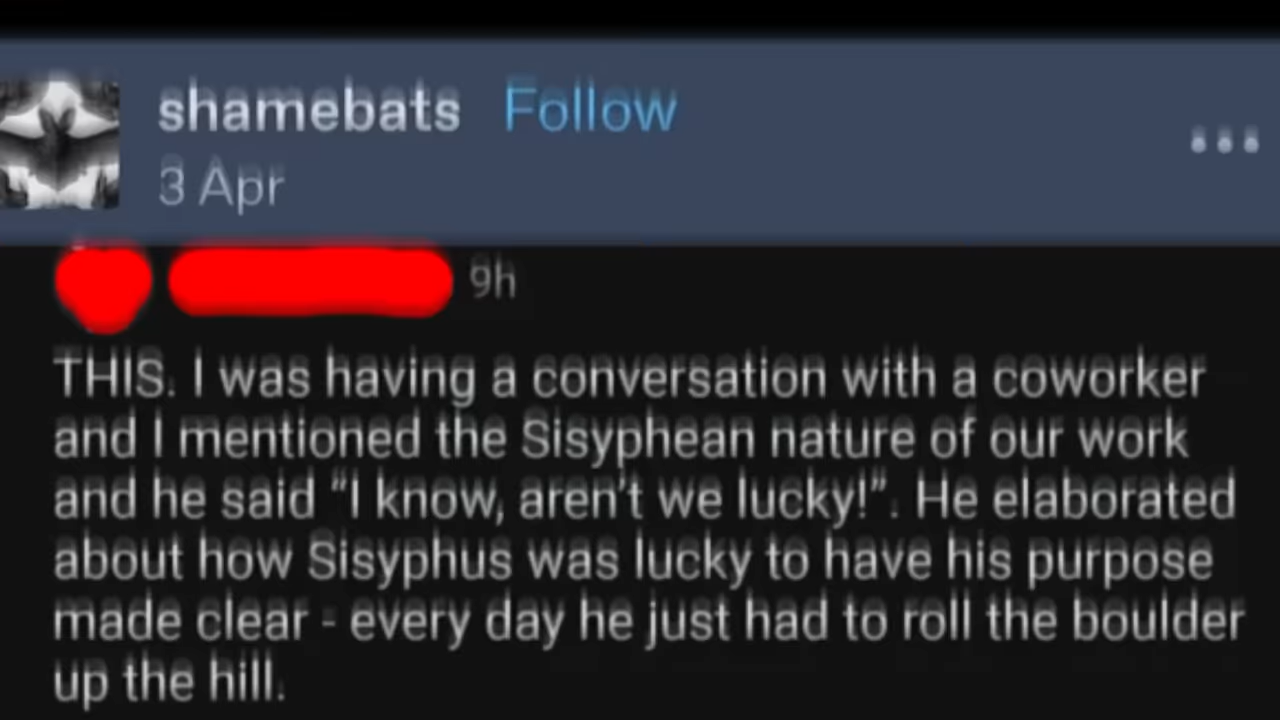 shamebats Follow
3 Apr
9h
THIS. I was having a conversation with a coworker
and I mentioned the Sisyphean nature of our work
and he said “I know, aren't we lucky!”. He elaborated
about how Sisyphus was lucky to have his purpose
made clear - every day he just had to roll the boulder
up the hill.